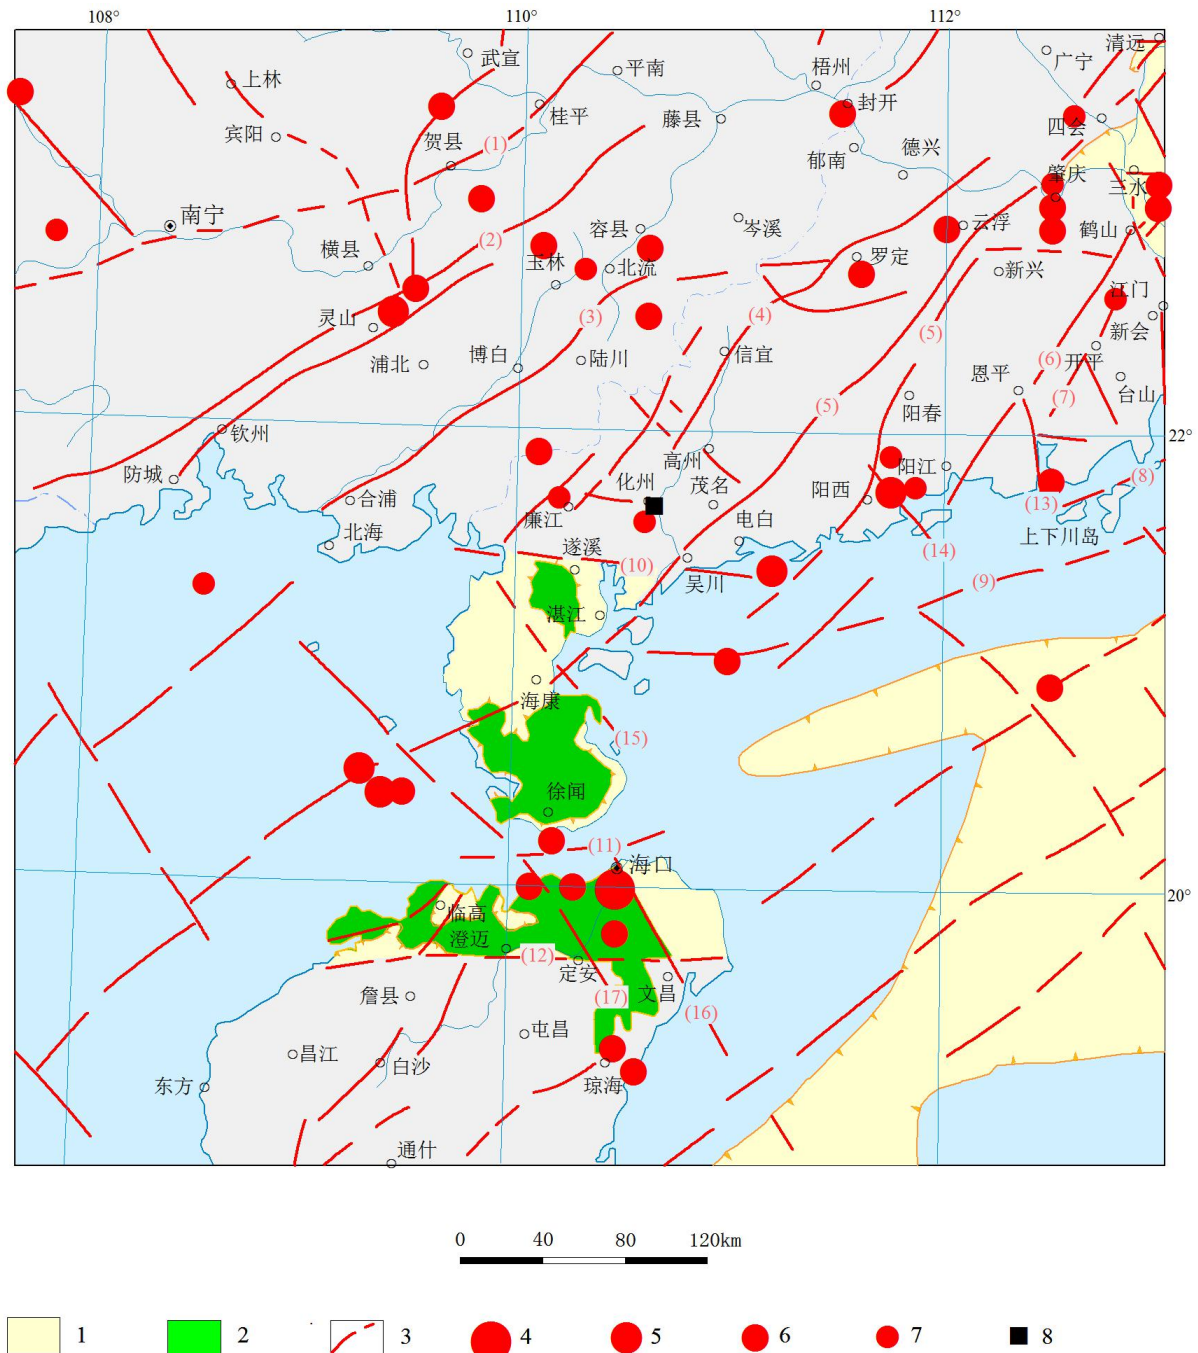 108°
110°
112°
武宣
上林
平南
梧州
广宁
清远
封开
桂平
藤县
四会
宾阳
贺县
(1)
郁南
德兴
肇庆
三水
南宁
容县
岑溪
云浮
鹤山
(2)
横县
玉林
北流
罗定
新兴
江门
灵山
(3)
(4)
(5)
新会
浦北
博白
陆川
信宜
(6)
开平
恩平
台山
(7)
(5)
阳春
钦州
22°
防城
高州
阳江
(8)
合浦
化州
茂名
阳西
(13)
廉江
电白
北海
上下川岛
遂溪
(14)
(10)
吴川
(9)
湛江
海康
(15)
徐闻
(11)
海口
20°
临高
澄迈
(12)
定安
詹县
(17)
文昌
(16)
屯昌
昌江
白沙
东方
琼海
通什
0 40 80 120km
1 2 3 4 5 6 7 8